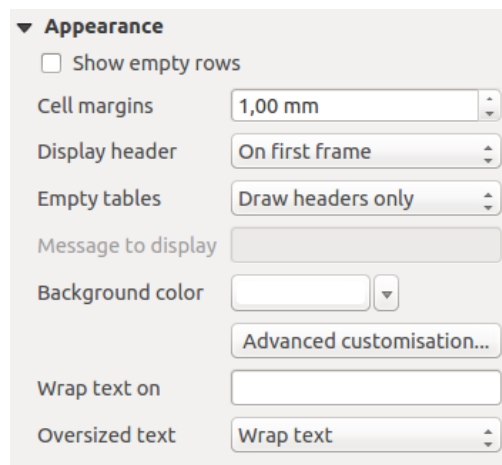 Appearance
Show empty rows
Cell margins 1,00 mm
Display header On first frame
Empty tables Draw headers only
Message to display
Background color
Advanced customisation...
Wrap text on
Oversized text Wrap text